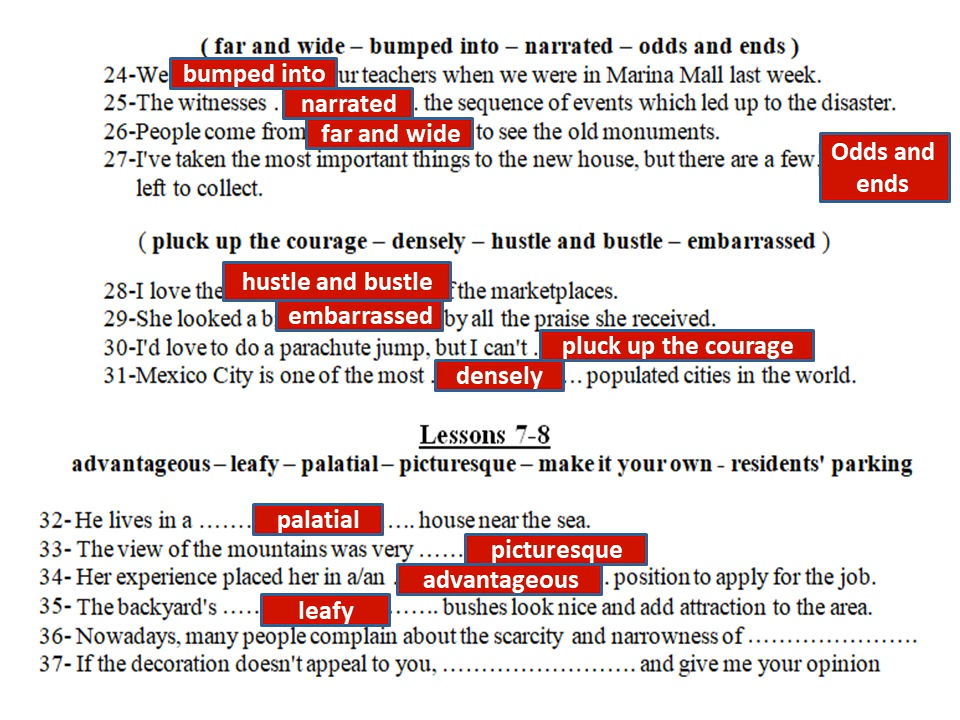 ( far and wide – bumped into – narrated – odds and ends )
24-We bumped into ur teachers when we were in Marina Mall last week.
25-The witnesses . narrated . the sequence of events which led up to the disaster.
26-People come from far and wide to see the old monuments.
27-I've taken the most important things to the new house, but there are a few. Odds and ends
left to collect.
( pluck up the courage – densely – hustle and bustle – embarrassed )
28-I love the hustle and bustle f the marketplaces.
29-She looked a b embarrassed by all the praise she received.
30-I'd love to do a parachute jump, but I can't . pluck up the courage
31-Mexico City is one of the most . densely … populated cities in the world.
Lessons 7-8
advantageous – leafy – palatial – picturesque – make it your own - residents' parking
32- He lives in a ……. palatial …. house near the sea.
33- The view of the mountains was very …… picturesque
34- Her experience placed her in a/an . advantageous . position to apply for the job.
35- The backyard's ….. leafy ……. bushes look nice and add attraction to the area.
36- Nowadays, many people complain about the scarcity and narrowness of ………………….
37- If the decoration doesn't appeal to you, ……………………. and give me your opinion